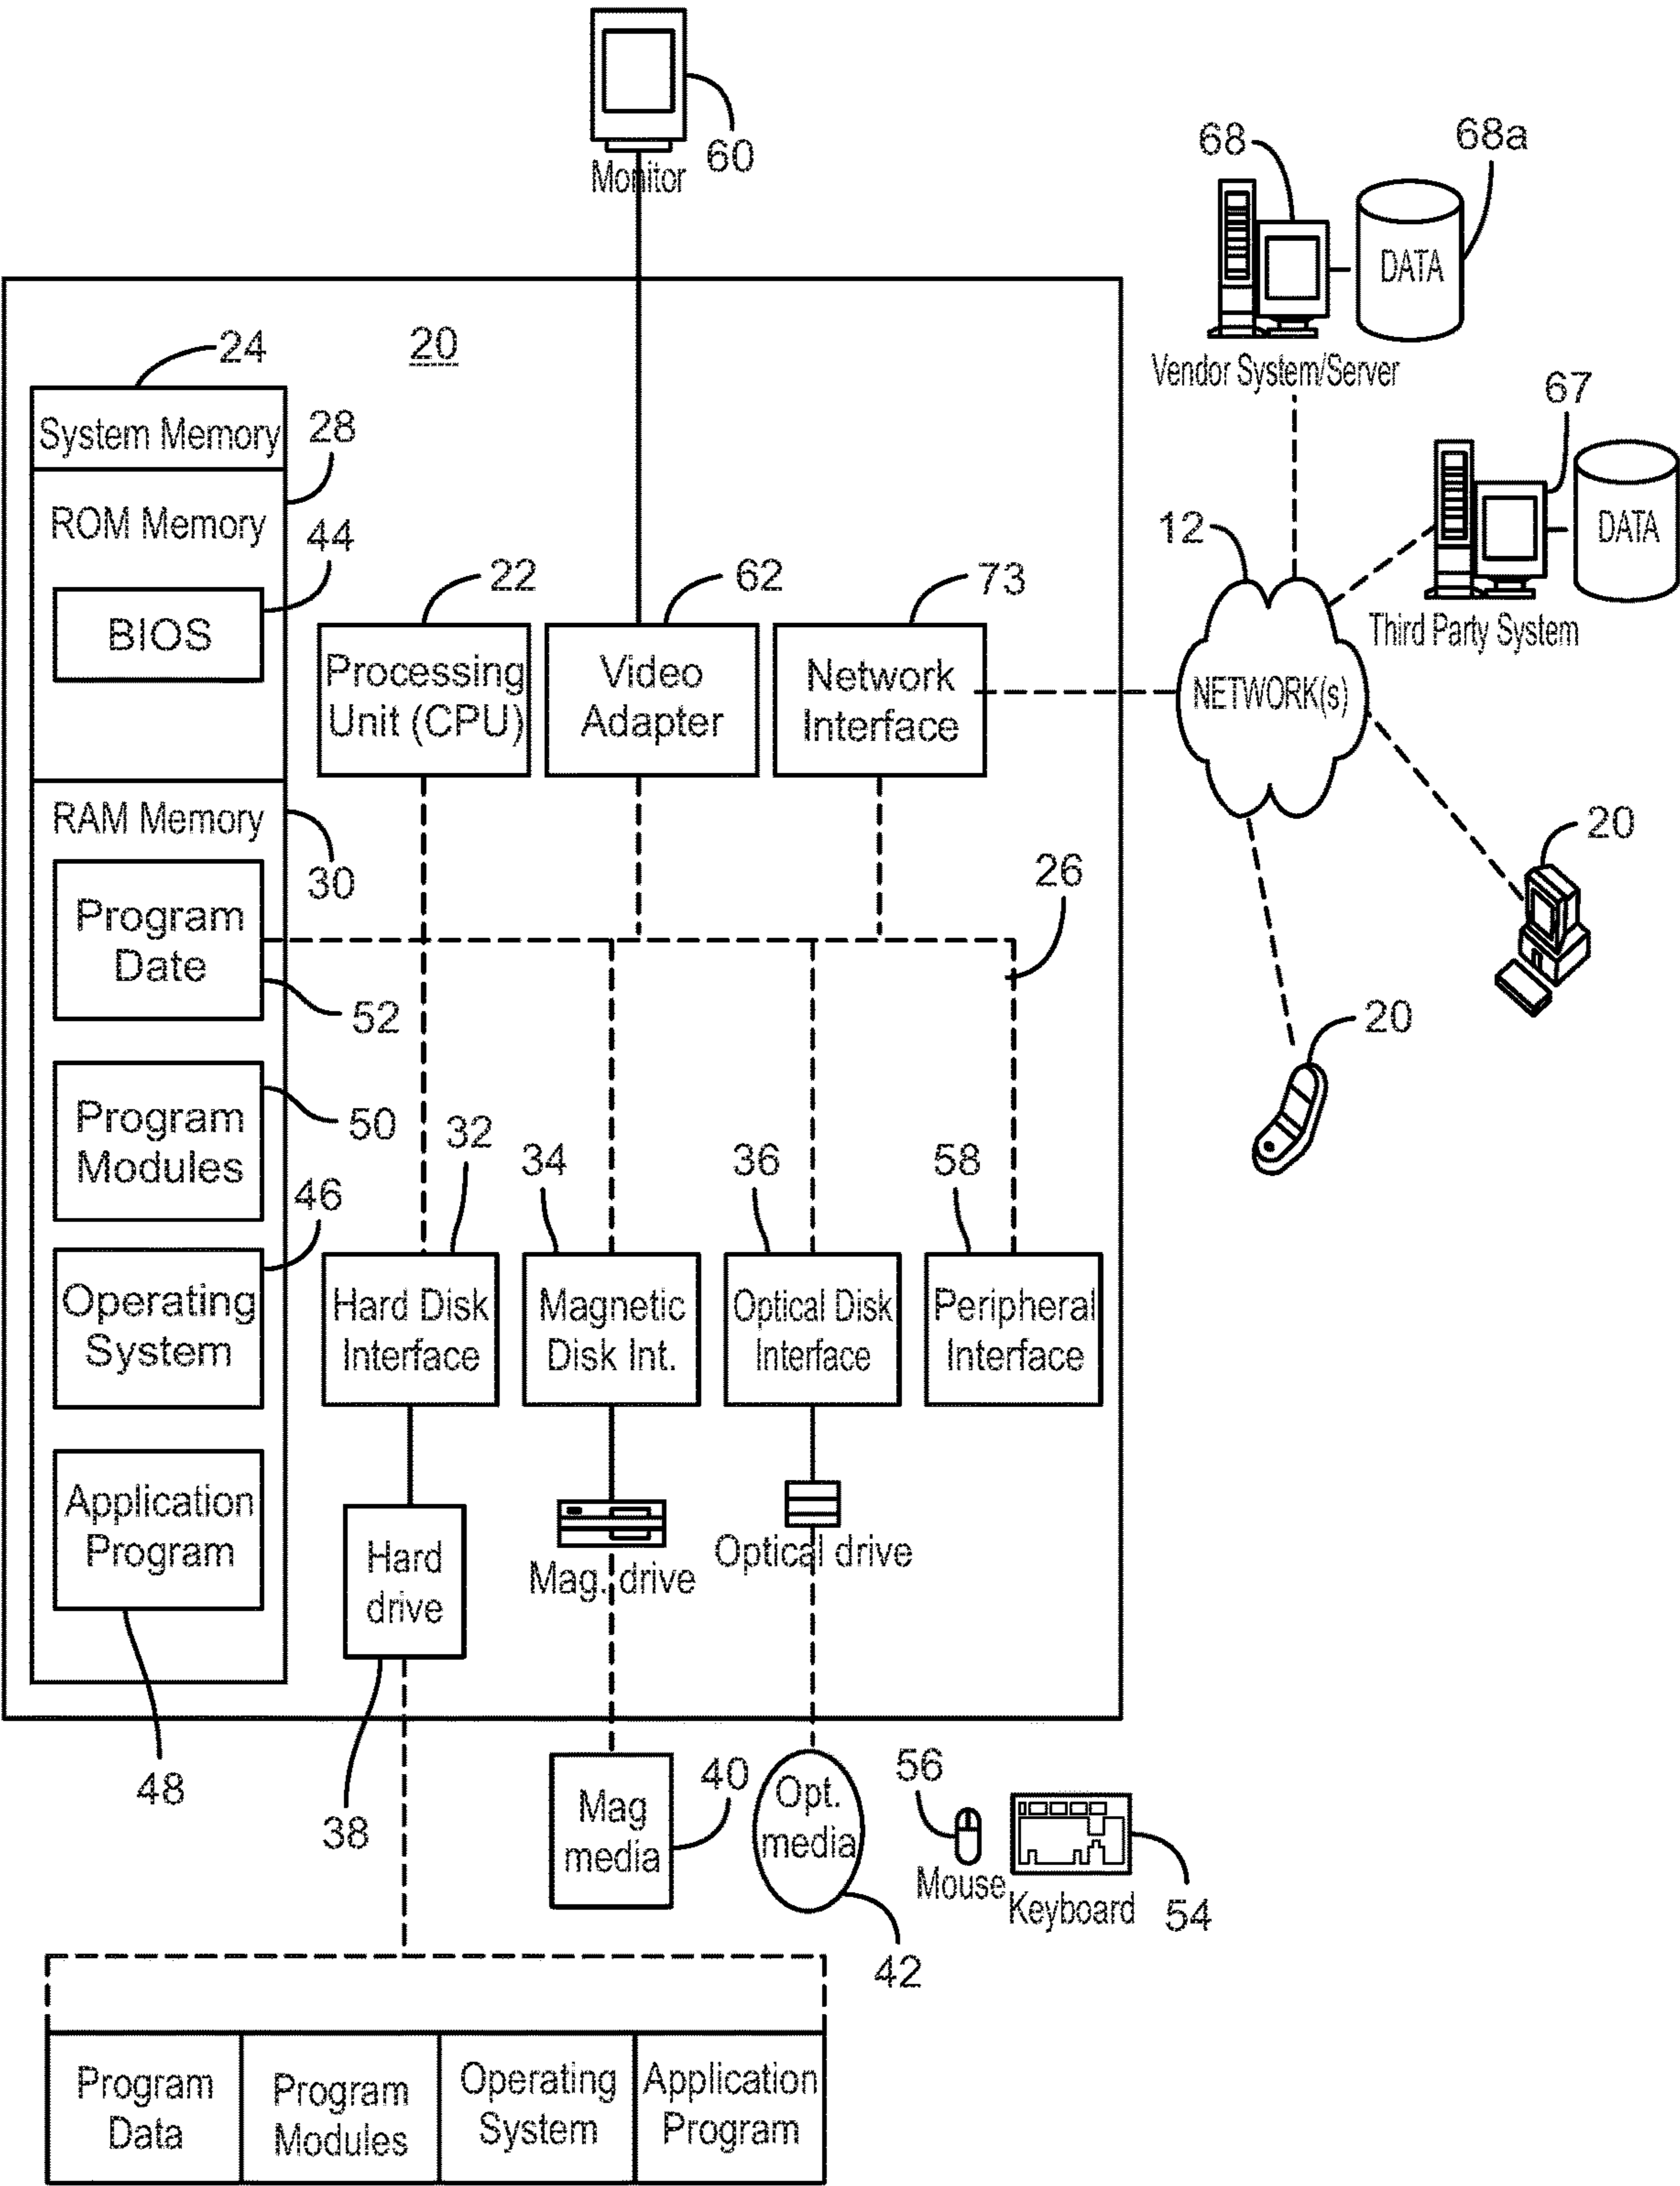 60
Monitor
68
68a
DATA
Vendor System/Server
20
24
System Memory
28
ROM Memory
44
BIOS
67
DATA
Third Party System
12
NETWORK(s)
22
Processing
Unit (CPU)
62
Video
Adapter
73
Network
Interface
RAM Memory
30
Program
Date
52
26
20
20
Program
Modules
50
46
Operating
System
Application
Program
48
32
Hard Disk
Interface
34
Magnetic
Disk Int.
36
Optical Disk
Interface
58
Peripheral
Interface
Hard
drive
38
Mag. drive
Optical drive
Mag
media
40
Opt.
media
42
56
Mouse
Keyboard
54
Program
Data
Program
Modules
Operating
System
Application
Program